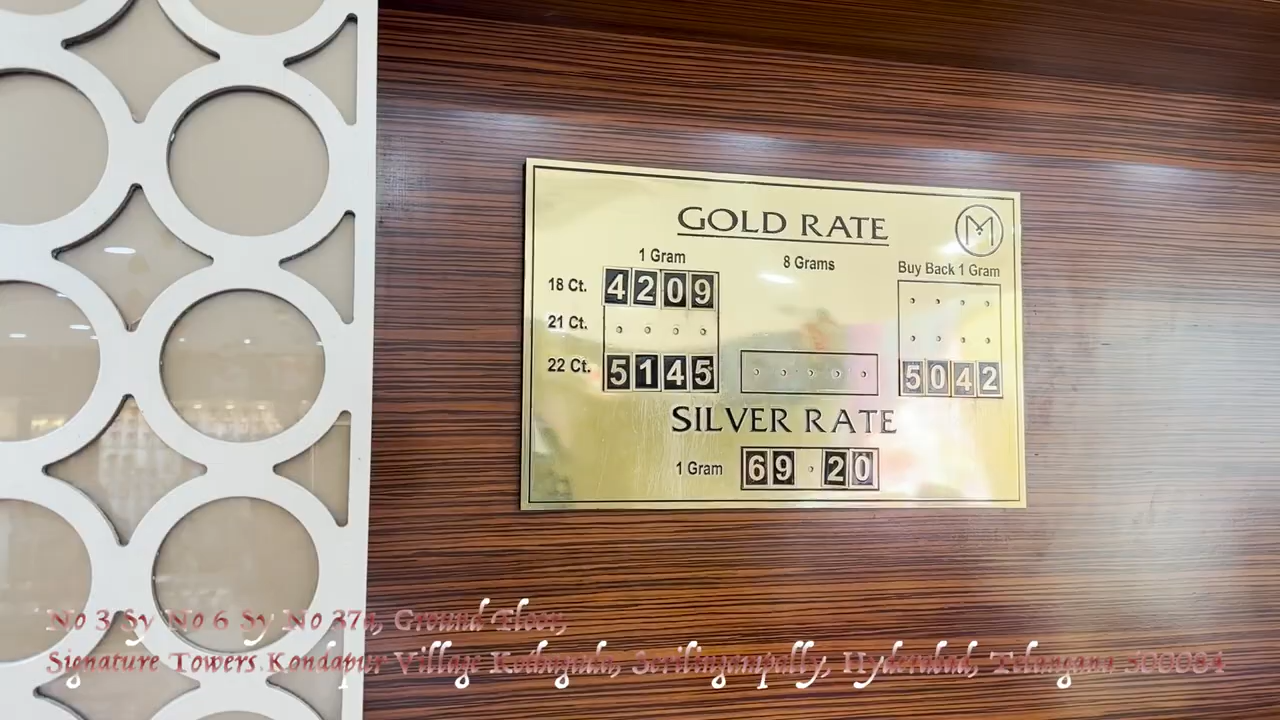 GOLD RATE
M
1 Gram 8 Grams Buy Back 1 Gram
18 Ct. 4209
21 Ct.
22 Ct. 5145 5042
SILVER RATE
1 Gram 69.20
No 3 Sy No 6 Sy No 37a, Ground Floor,
Signature Towers Kondapur Village Kothaguda, Serilingampally, Hyderabad, Telangana 500084